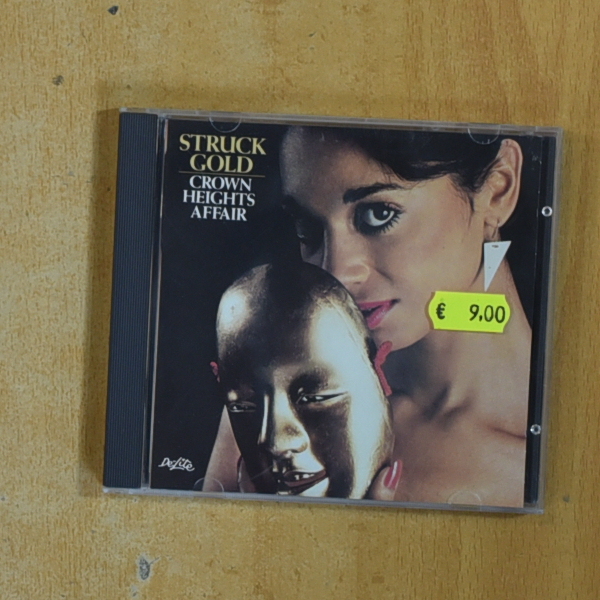 STRUCK
GOLD
CROWN
HEIGHTS
AFFAIR
€ 9,00
De-Lite